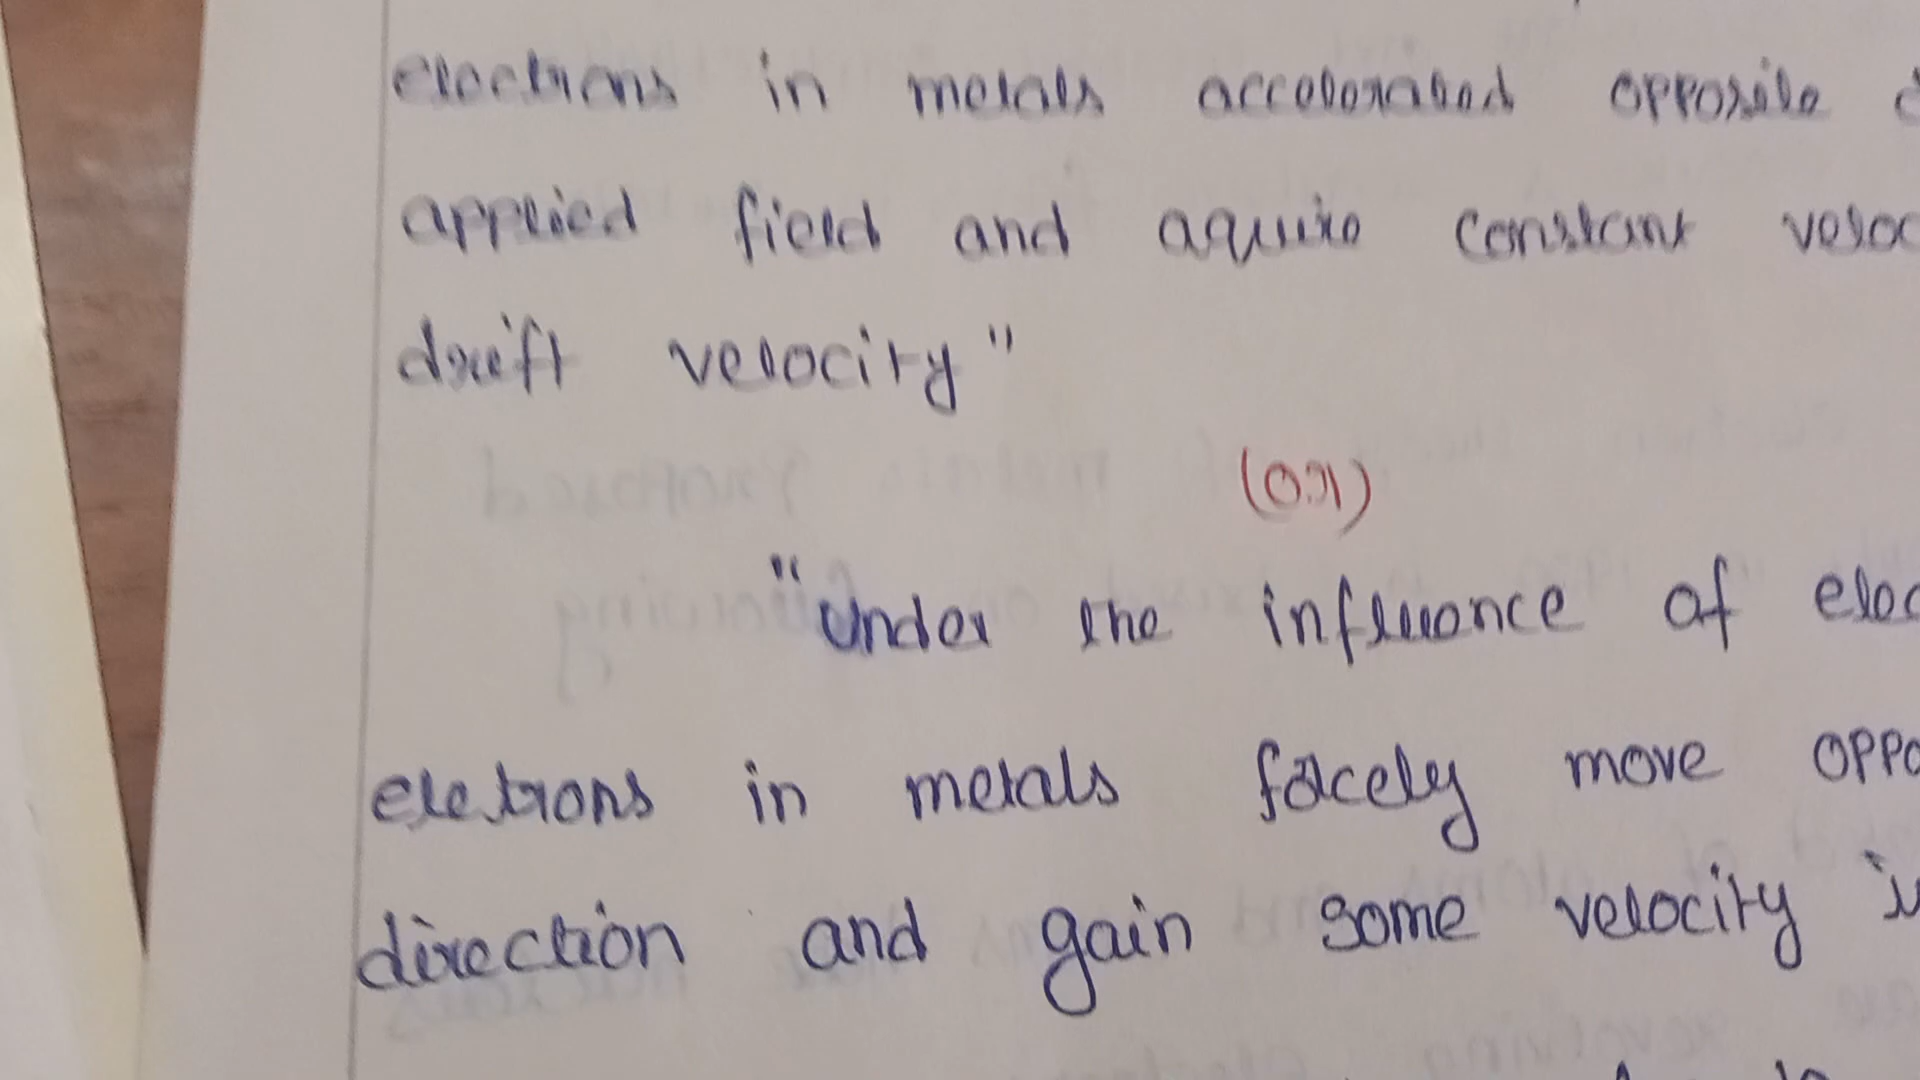 electrons in metals accelerated opposite
applied field and aquire constant veloc
drift velocity"
(or)
"Under the influence of elec
eletrons in metals forcely move oppo
direction and gain some velocity